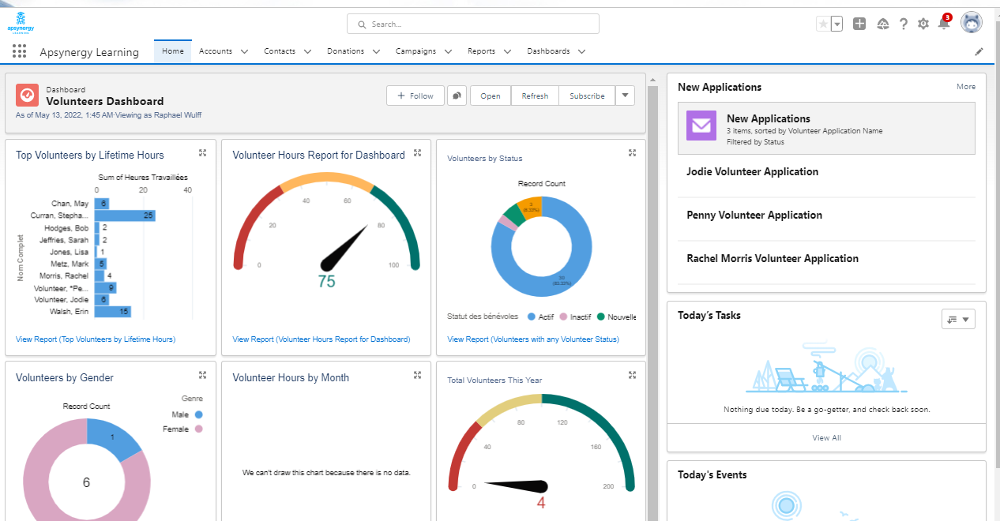 apsynergy
LEARNING
Search...
3
Apsynergy Learning
Home
Accounts
Contacts
Donations
Campaigns
Reports
Dashboards
Dashboard
Volunteers Dashboard
As of May 13, 2022, 1:45 AM·Viewing as Raphael Wulff
Follow
Open
Refresh
Subscribe
Top Volunteers by Lifetime Hours
Sum of Heures Travaillées
0 20 40
Nom Complet
Chan, May 6
Curran, Stepha... 25
Hodges, Bob 2
Jeffries, Sarah 2
Jones, Lisa 1
Metz, Mark 5
Morris, Rachel 4
Volunteer, *Pe... 9
Volunteer, Jodie 6
Walsh, Erin 15
View Report (Top Volunteers by Lifetime Hours)
Volunteer Hours Report for Dashboard
0 20 40 60 80 100
75
View Report (Volunteer Hours Report for Dashboard)
Volunteers by Status
Record Count
3
(8.33%)
30
(83.33%)
Statut des bénévoles Actif Inactif Nouvelle
View Report (Volunteers with any Volunteer Status)
Volunteers by Gender
Record Count
Genre
Male
Female
1
6
Volunteer Hours by Month
We can't draw this chart because there is no data.
Total Volunteers This Year
0 40 80 120 160 200
4
New Applications
More
New Applications
3 items, sorted by Volunteer Application Name
Filtered by Status
Jodie Volunteer Application
Penny Volunteer Application
Rachel Morris Volunteer Application
Today's Tasks
Nothing due today. Be a go-getter, and check back soon.
View All
Today's Events